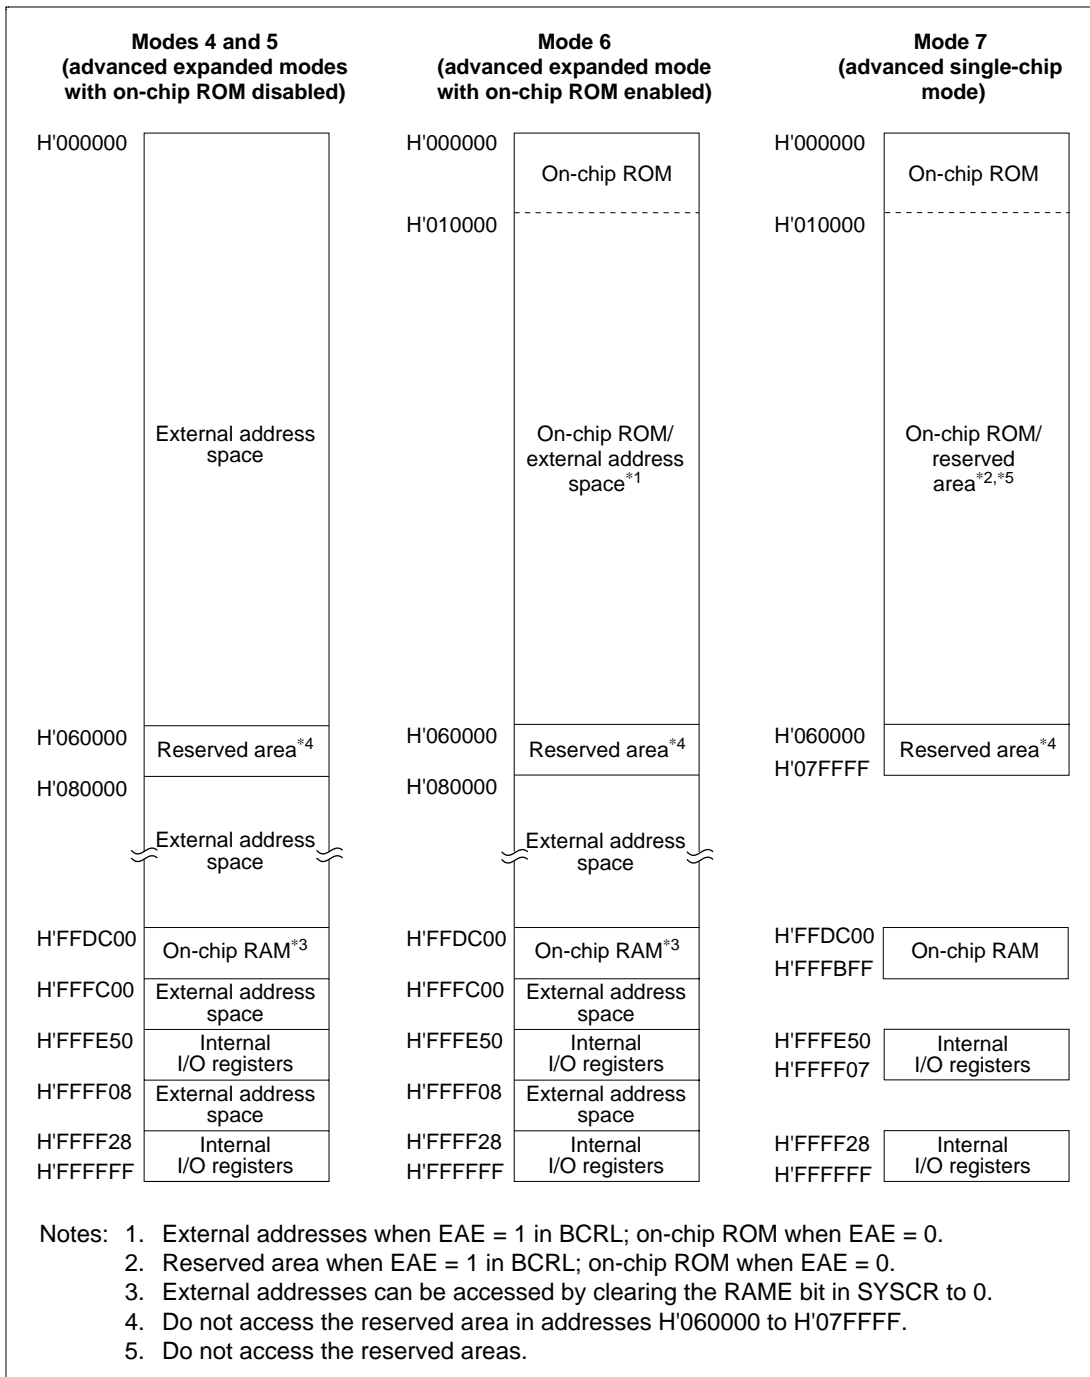 Modes 4 and 5
(advanced expanded modes
with on-chip ROM disabled)
H'000000
External address
space
H'060000
Reserved area*4
H'080000
External address
space
H'FFDC00
On-chip RAM*3
H'FFFC00
External address
space
H'FFFE50
Internal
I/O registers
H'FFFF08
External address
space
H'FFFF28
Internal
I/O registers
H'FFFFFF
Mode 6
(advanced expanded mode
with on-chip ROM enabled)
H'000000
On-chip ROM
H'010000
On-chip ROM/
external address
space*1
H'060000
Reserved area*4
H'080000
External address
space
H'FFDC00
On-chip RAM*3
H'FFFC00
External address
space
H'FFFE50
Internal
I/O registers
H'FFFF08
External address
space
H'FFFF28
Internal
I/O registers
H'FFFFFF
Mode 7
(advanced single-chip
mode)
H'000000
On-chip ROM
H'010000
On-chip ROM/
reserved
area*2,*5
H'060000
Reserved area*4
H'07FFFF
H'FFDC00
On-chip RAM
H'FFFBFF
H'FFFE50
Internal
I/O registers
H'FFFF07
H'FFFF28
Internal
I/O registers
H'FFFFFF
Notes: 1. External addresses when EAE = 1 in BCRL; on-chip ROM when EAE = 0.
2. Reserved area when EAE = 1 in BCRL; on-chip ROM when EAE = 0.
3. External addresses can be accessed by clearing the RAME bit in SYSCR to 0.
4. Do not access the reserved area in addresses H'060000 to H'07FFFF.
5. Do not access the reserved areas.